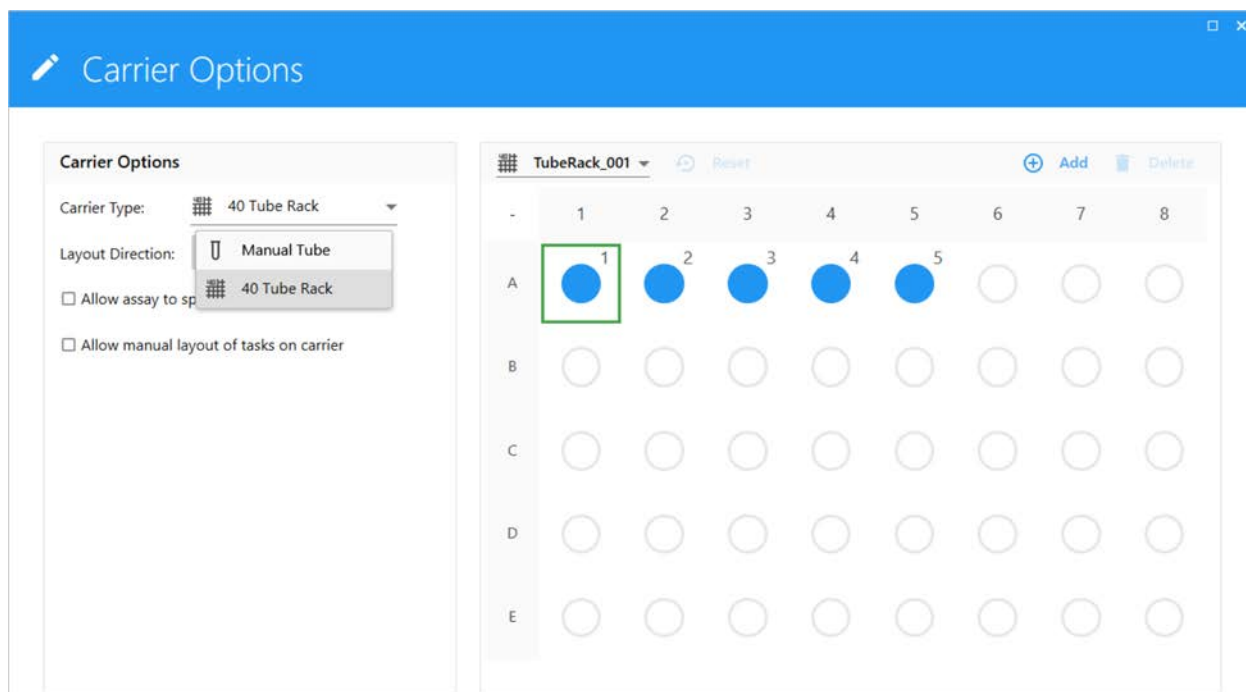 Carrier Options
Carrier Options
Carrier Type: 40 Tube Rack
Manual Tube
40 Tube Rack
Layout Direction:
Allow assay to sp
Allow manual layout of tasks on carrier
TubeRack_001 Reset Add Delete
- 1 2 3 4 5 6 7 8
A 1 2 3 4 5
B
C
D
E